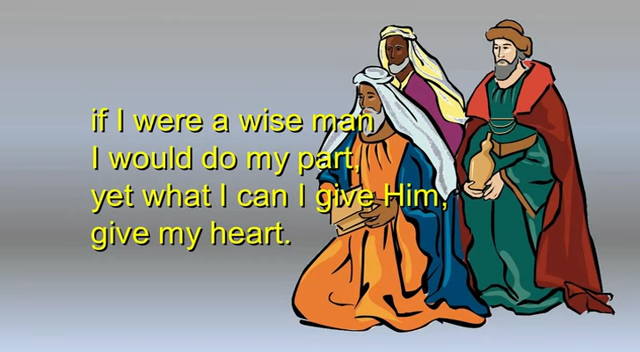 if I were a wise man
I would do my part,
yet what I can I give Him,
give my heart.